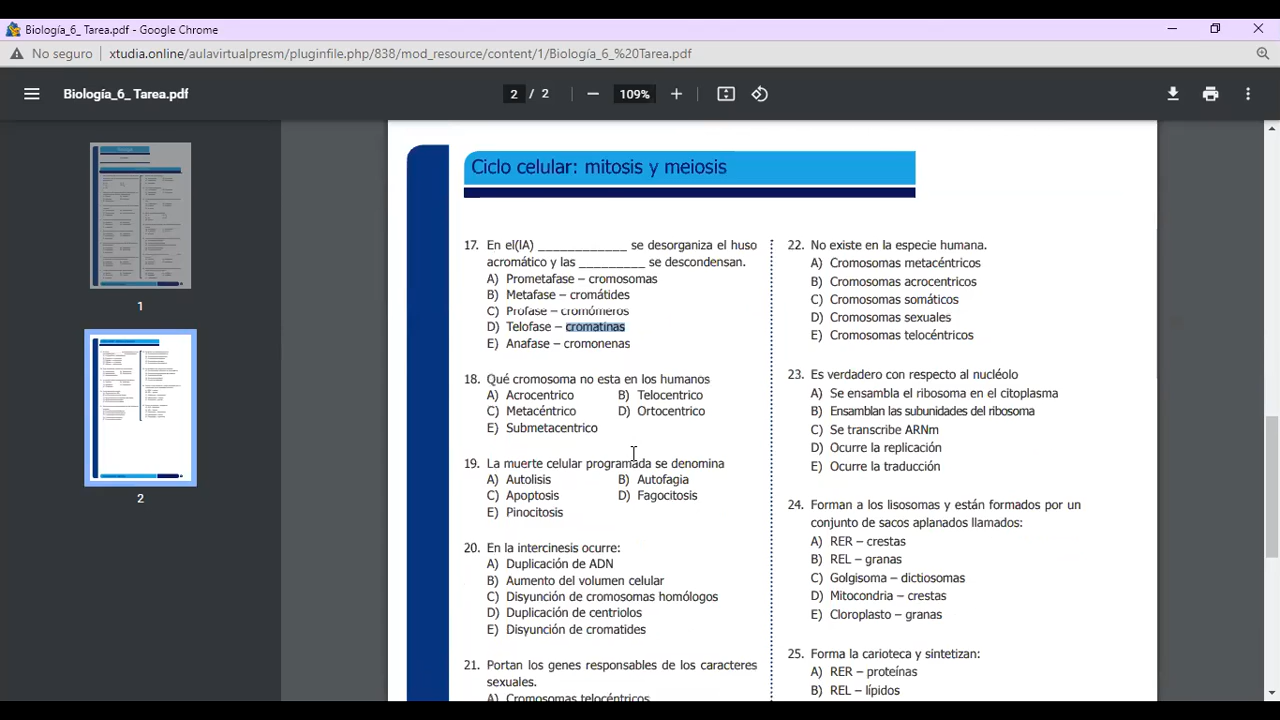 Biología_6_ Tarea.pdf - Google Chrome
No seguro xtudia.online/aulavirtualpresm/pluginfile.php/838/mod_resource/content/1/Biología_6_%20Tarea.pdf
Biología_6_ Tarea.pdf
2 / 2
109%
1
2
Ciclo celular: mitosis y meiosis
17. En el(lA) ____________ se desorganiza el huso
acromático y las _________ se descondensan.
A) Prometafase – cromosomas
B) Metafase – cromátides
C) Profase – cromómeros
D) Telofase – cromatinas
E) Anafase – cromonenas
18. Qué cromosoma no esta en los humanos
A) Acrocentrico B) Telocentrico
C) Metacéntrico D) Ortocentrico
E) Submetacentrico
19. La muerte celular programada se denomina
A) Autolisis B) Autofagia
C) Apoptosis D) Fagocitosis
E) Pinocitosis
20. En la intercinesis ocurre:
A) Duplicación de ADN
B) Aumento del volumen celular
C) Disyunción de cromosomas homólogos
D) Duplicación de centriolos
E) Disyunción de cromatides
21. Portan los genes responsables de los caracteres
sexuales.
A) Cromosomas telocéntricos
22. No existe en la especie humana.
A) Cromosomas metacéntricos
B) Cromosomas acrocentricos
C) Cromosomas somáticos
D) Cromosomas sexuales
E) Cromosomas telocéntricos
23. Es verdadero con respecto al nucléolo
A) Se ensambla el ribosoma en el citoplasma
B) Ensamblan las subunidades del ribosoma
C) Se transcribe ARNm
D) Ocurre la replicación
E) Ocurre la traducción
24. Forman a los lisosomas y están formados por un
conjunto de sacos aplanados llamados:
A) RER – crestas
B) REL – granas
C) Golgisoma – dictiosomas
D) Mitocondria – crestas
E) Cloroplasto – granas
25. Forma la carioteca y sintetizan:
A) RER – proteínas
B) REL – lípidos